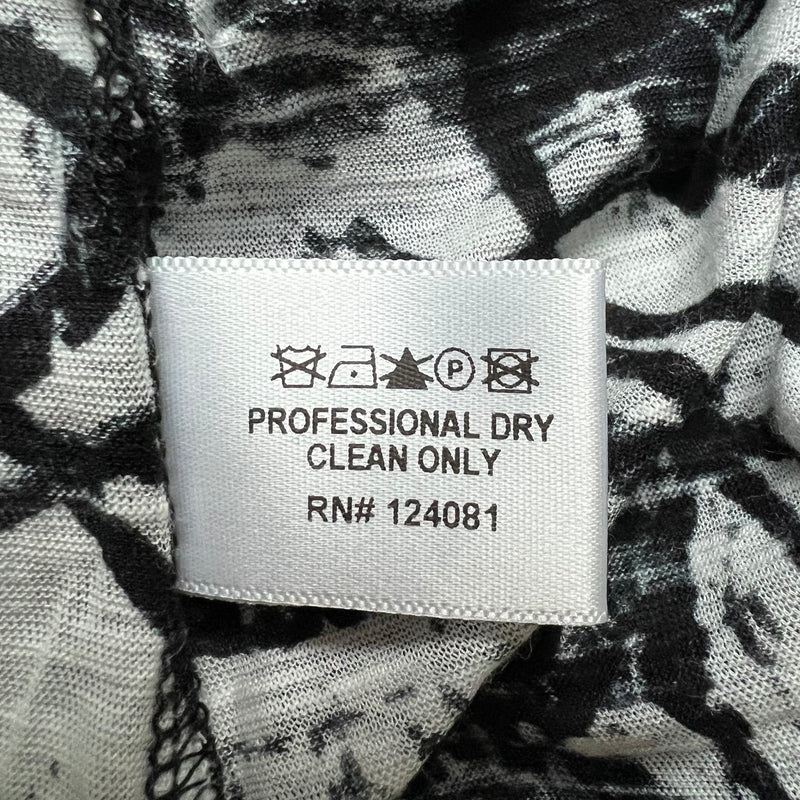 P
PROFESSIONAL DRY
CLEAN ONLY
RN# 124081